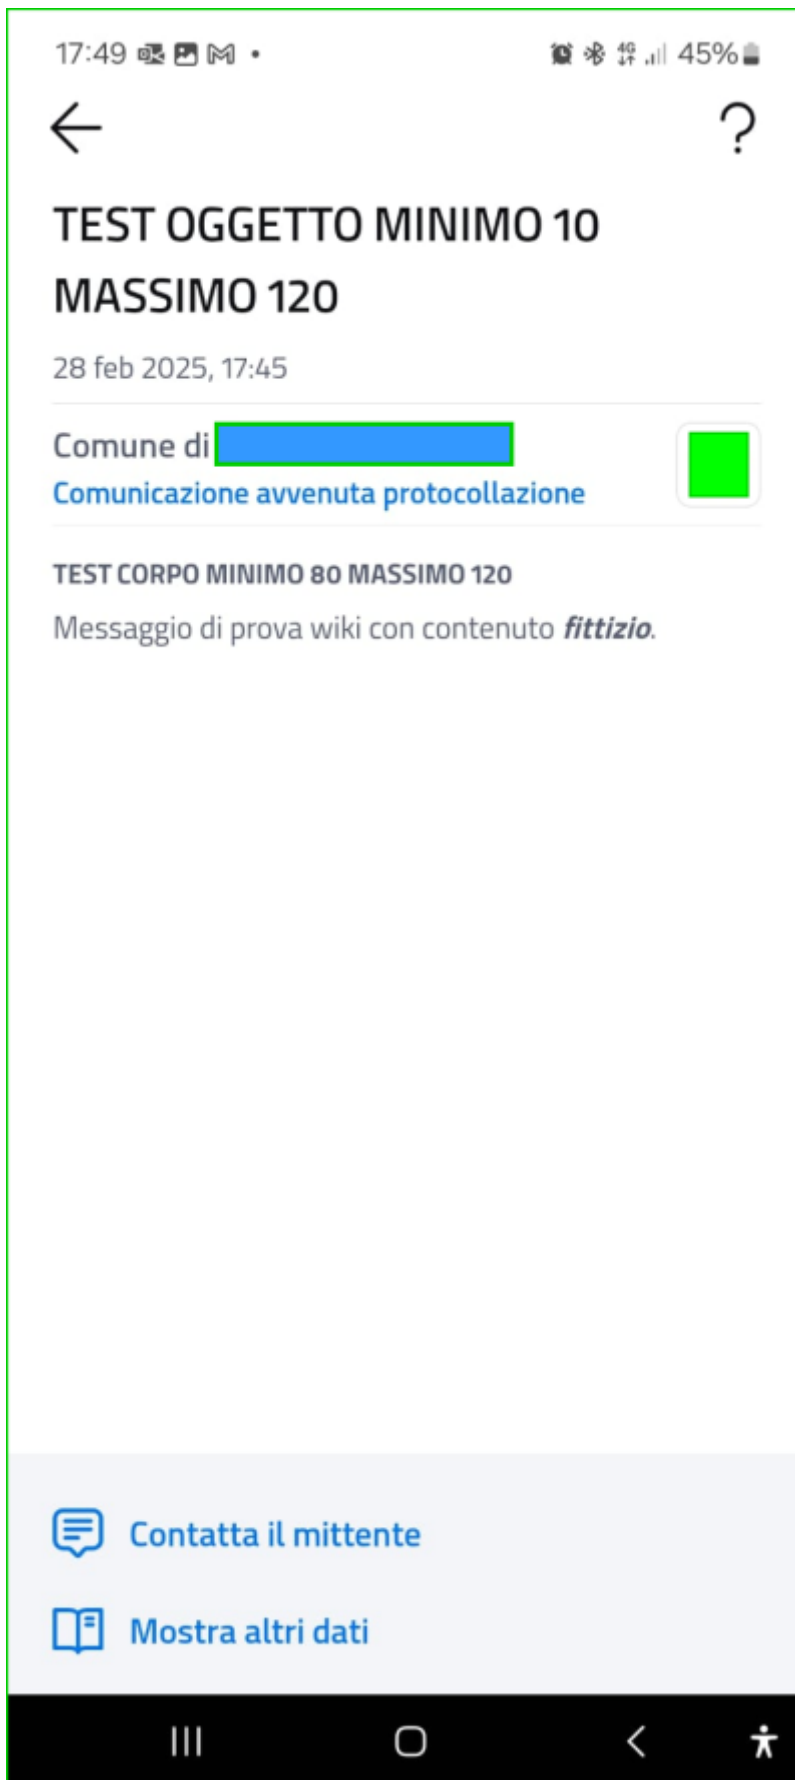 17:49
4G
45%
?
TEST OGGETTO MINIMO 10
MASSIMO 120
28 feb 2025, 17:45
Comune di
Comunicazione avvenuta protocollazione
TEST CORPO MINIMO 80 MASSIMO 120
Messaggio di prova wiki con contenuto fittizio.
Contatta il mittente
Mostra altri dati